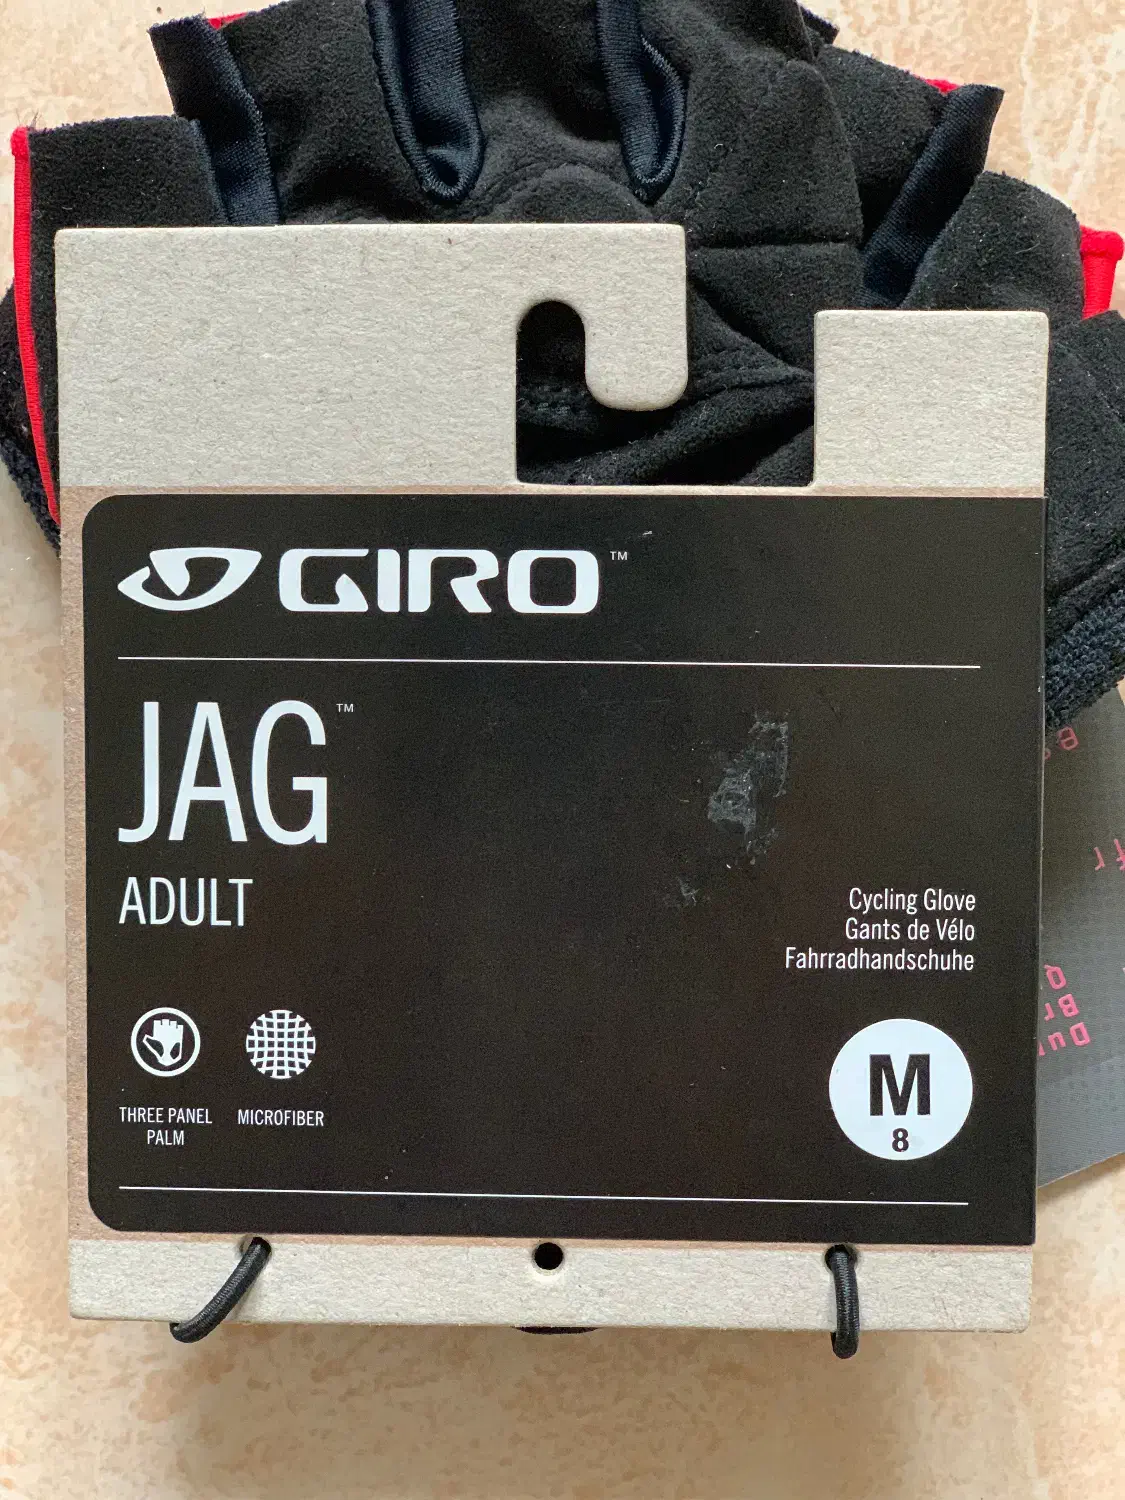 GIRO™
JAG™
ADULT
Cycling Glove
Gants de Vélo
Fahrradhandschuhe
THREE PANEL
PALM
MICROFIBER
M
8